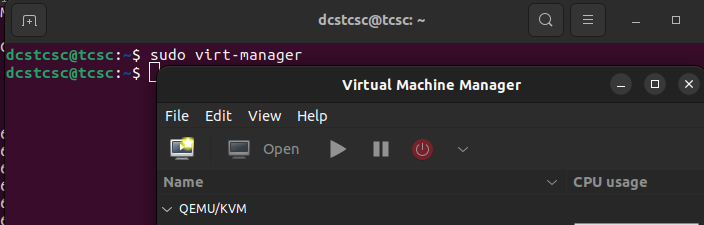 dcstcsc@tcsc: ~
dcstcsc@tcsc:~$ sudo virt-manager
dcstcsc@tcsc:~$
Virtual Machine Manager
File Edit View Help
Open
Name CPU usage
QEMU/KVM